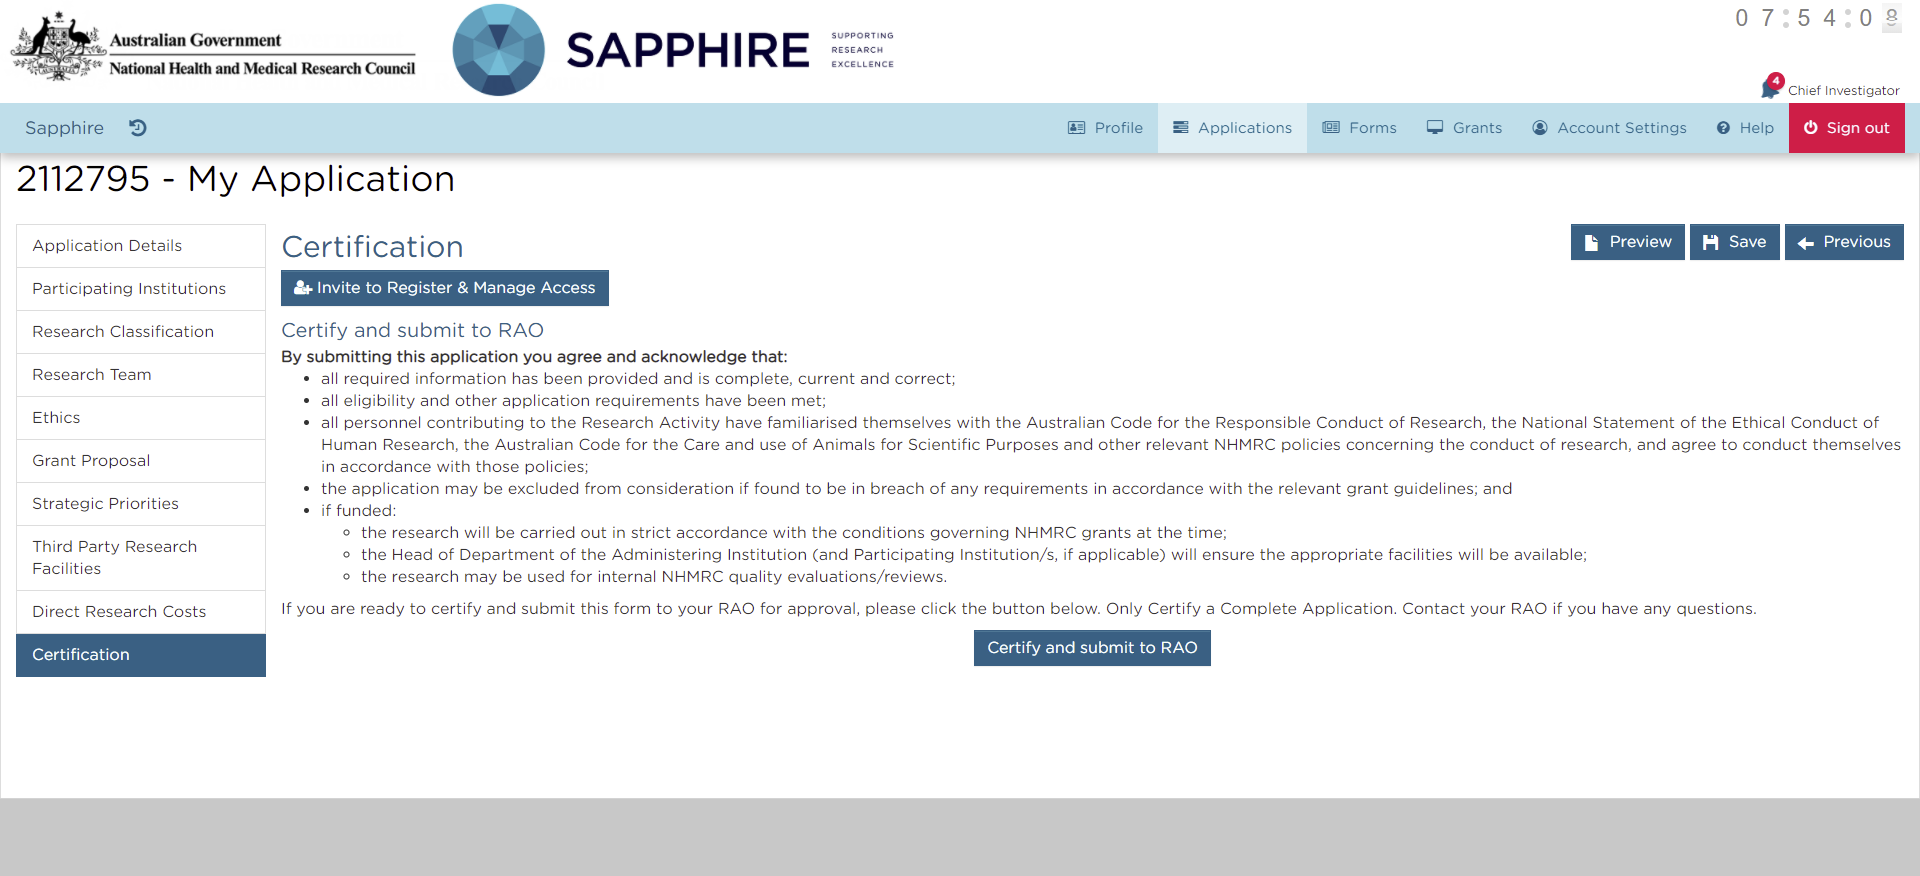 Australian Government
National Health and Medical Research Council
SAPPHIRE
SUPPORTING
RESEARCH
EXCELLENCE
07:54:08
4
Chief Investigator
Sapphire
Profile
Applications
Forms
Grants
Account Settings
Help
Sign out
2112795 - My Application
Application Details
Participating Institutions
Research Classification
Research Team
Ethics
Grant Proposal
Strategic Priorities
Third Party Research
Facilities
Direct Research Costs
Certification
Certification
Preview
Save
Previous
Invite to Register & Manage Access
Certify and submit to RAO
By submitting this application you agree and acknowledge that:
• all required information has been provided and is complete, current and correct;
• all eligibility and other application requirements have been met;
• all personnel contributing to the Research Activity have familiarised themselves with the Australian Code for the Responsible Conduct of Research, the National Statement of the Ethical Conduct of
Human Research, the Australian Code for the Care and use of Animals for Scientific Purposes and other relevant NHMRC policies concerning the conduct of research, and agree to conduct themselves
in accordance with those policies;
• the application may be excluded from consideration if found to be in breach of any requirements in accordance with the relevant grant guidelines; and
• if funded:
◦ the research will be carried out in strict accordance with the conditions governing NHMRC grants at the time;
◦ the Head of Department of the Administering Institution (and Participating Institution/s, if applicable) will ensure the appropriate facilities will be available;
◦ the research may be used for internal NHMRC quality evaluations/reviews.
If you are ready to certify and submit this form to your RAO for approval, please click the button below. Only Certify a Complete Application. Contact your RAO if you have any questions.
Certify and submit to RAO